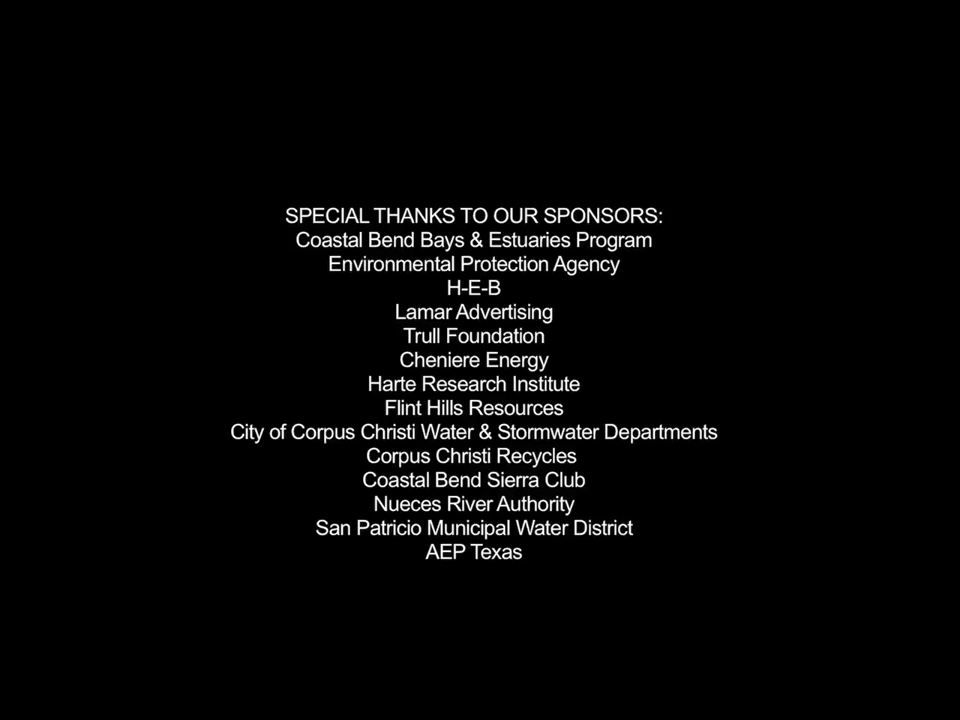 SPECIAL THANKS TO OUR SPONSORS:
Coastal Bend Bays & Estuaries Program
Environmental Protection Agency
H-E-B
Lamar Advertising
Trull Foundation
Cheniere Energy
Harte Research Institute
Flint Hills Resources
City of Corpus Christi Water & Stormwater Departments
Corpus Christi Recycles
Coastal Bend Sierra Club
Nueces River Authority
San Patricio Municipal Water District
AEP Texas